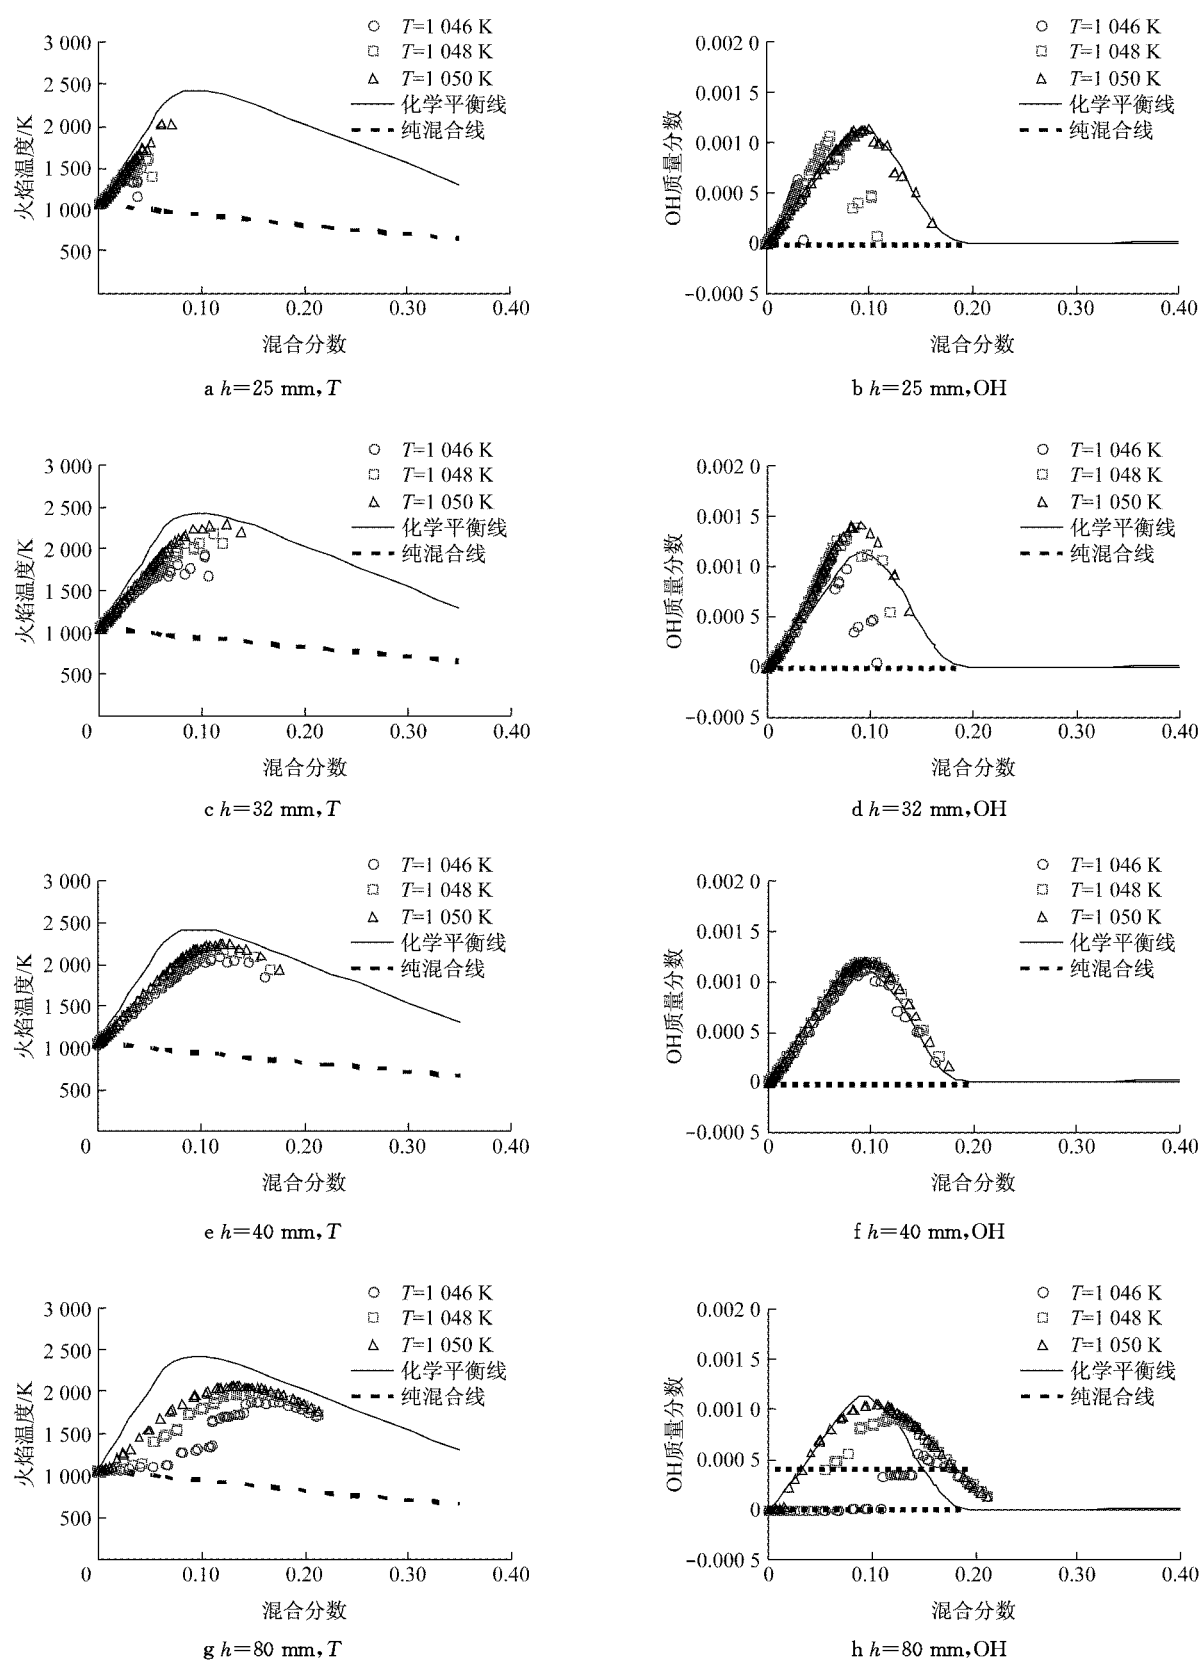 T=1 046 K
T=1 048 K
T=1 050 K
化学平衡线
纯混合线
3 000
2 500
2 000
1 500
1 000
500
火焰温度/K
0.10
0.20
0.30
0.40
混合分数
a h=25 mm, T
T=1 046 K
T=1 048 K
T=1 050 K
化学平衡线
纯混合线
0.002 0
0.001 5
0.001 0
0.000 5
0
-0.000 5
OH质量分数
0
0.10
0.20
0.30
0.40
混合分数
b h=25 mm,OH
T=1 046 K
T=1 048 K
T=1 050 K
化学平衡线
纯混合线
3 000
2 500
2 000
1 500
1 000
500
火焰温度/K
0
0.10
0.20
0.30
0.40
混合分数
c h=32 mm, T
T=1 046 K
T=1 048 K
T=1 050 K
化学平衡线
纯混合线
0.002 0
0.001 5
0.001 0
0.000 5
0
-0.000 5
OH质量分数
0
0.10
0.20
0.30
0.40
混合分数
d h=32 mm,OH
T=1 046 K
T=1 048 K
T=1 050 K
化学平衡线
纯混合线
3 000
2 500
2 000
1 500
1 000
500
火焰温度/K
0
0.10
0.20
0.30
0.40
混合分数
e h=40 mm, T
T=1 046 K
T=1 048 K
T=1 050 K
化学平衡线
纯混合线
0.002 0
0.001 5
0.001 0
0.000 5
0
-0.000 5
OH质量分数
0
0.10
0.20
0.30
0.40
混合分数
f h=40 mm,OH
T=1 046 K
T=1 048 K
T=1 050 K
化学平衡线
纯混合线
3 000
2 500
2 000
1 500
1 000
500
火焰温度/K
0
0.10
0.20
0.30
0.40
混合分数
g h=80 mm, T
T=1 046 K
T=1 048 K
T=1 050 K
化学平衡线
纯混合线
0.002 0
0.001 5
0.001 0
0.000 5
0
-0.000 5
OH质量分数
0
0.10
0.20
0.30
0.40
混合分数
h h=80 mm,OH